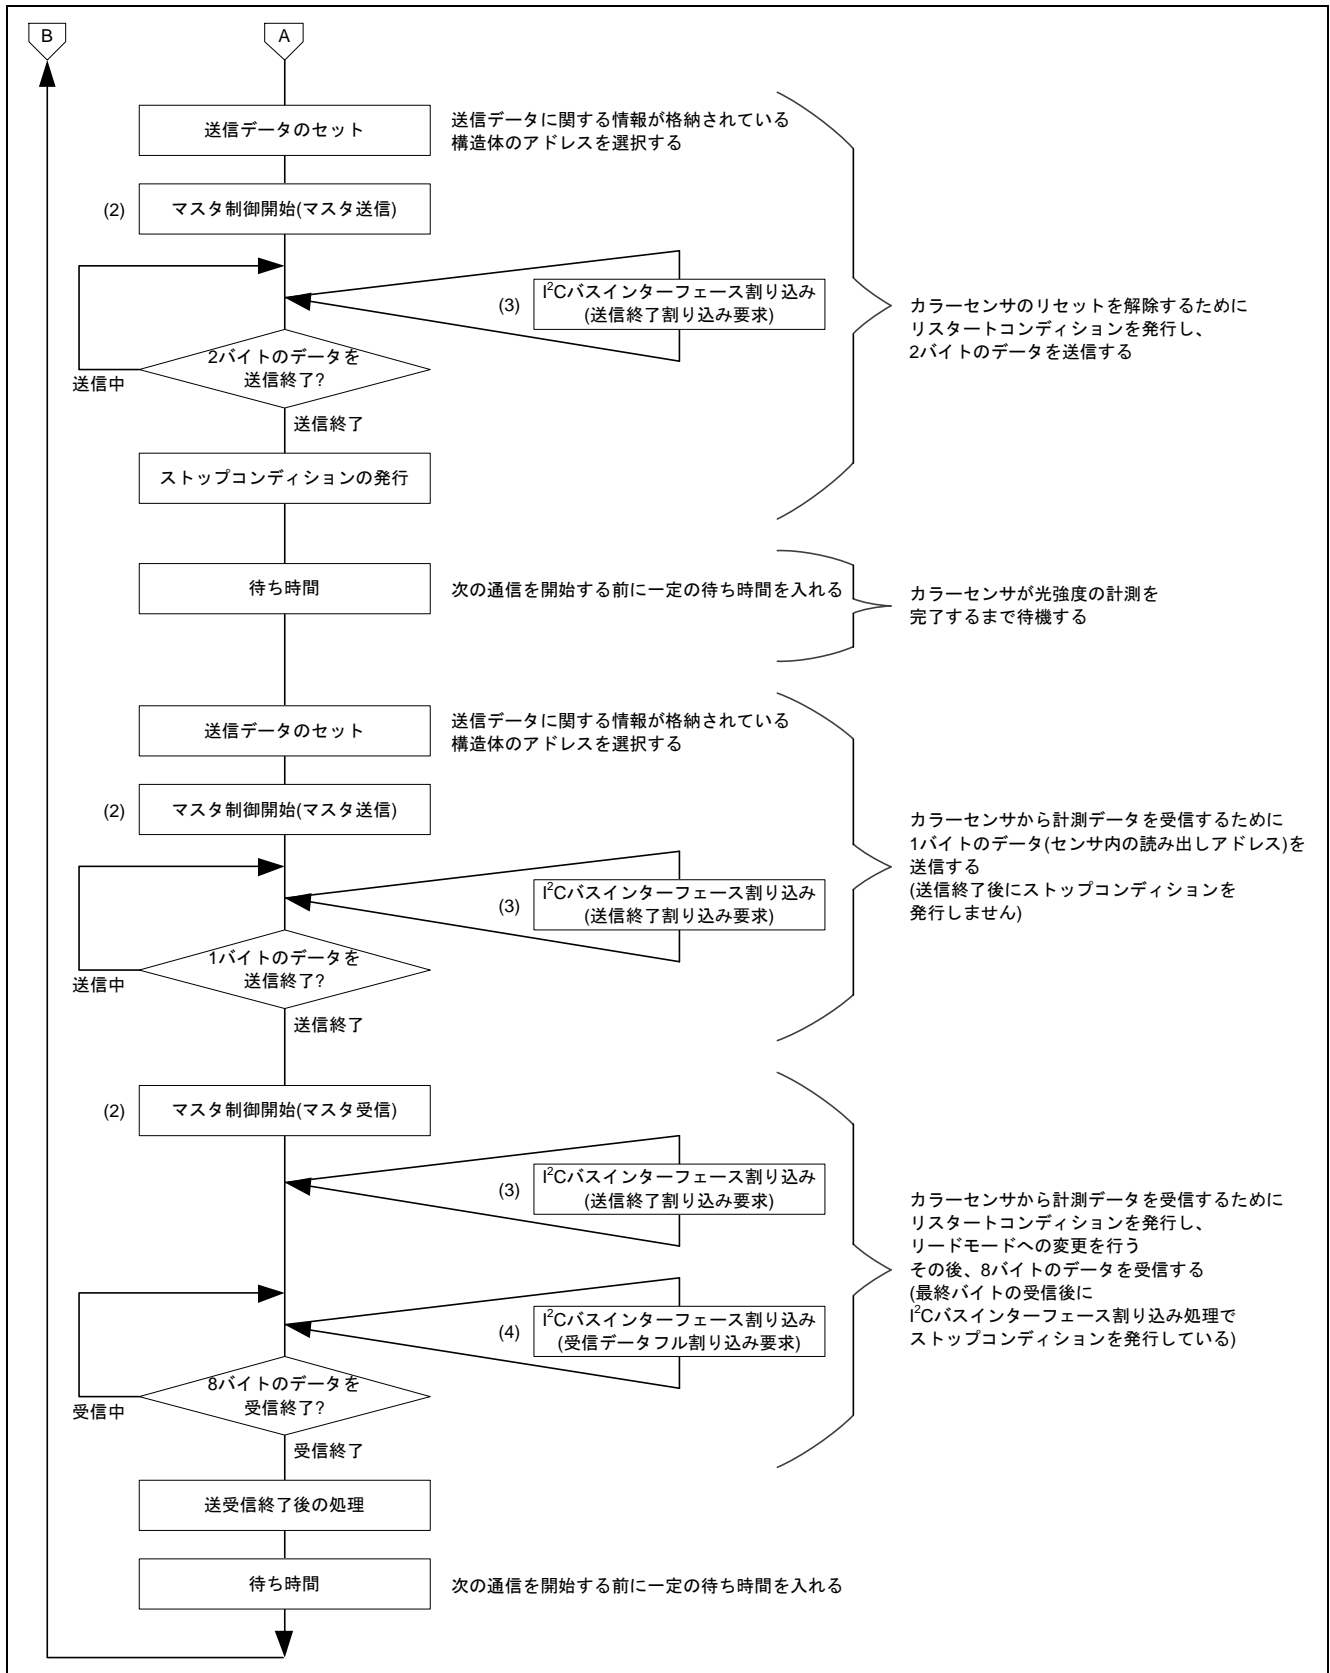 B
A
送信データのセット
送信データに関する情報が格納されている
構造体のアドレスを選択する
(2)
マスタ制御開始(マスタ送信)
(3)
I²Cバスインターフェース割り込み
(送信終了割り込み要求)
カラーセンサのリセットを解除するために
リスタートコンディションを発行し、
2バイトのデータを送信する
2バイトのデータを
送信終了?
送信中
送信終了
ストップコンディションの発行
待ち時間
次の通信を開始する前に一定の待ち時間を入れる
カラーセンサが光強度の計測を
完了するまで待機する
送信データのセット
送信データに関する情報が格納されている
構造体のアドレスを選択する
(2)
マスタ制御開始(マスタ送信)
カラーセンサから計測データを受信するために
1バイトのデータ(センサ内の読み出しアドレス)を
送信する
(送信終了後にストップコンディションを
発行しません)
(3)
I²Cバスインターフェース割り込み
(送信終了割り込み要求)
1バイトのデータを
送信終了?
送信中
送信終了
(2)
マスタ制御開始(マスタ受信)
(3)
I²Cバスインターフェース割り込み
(送信終了割り込み要求)
カラーセンサから計測データを受信するために
リスタートコンディションを発行し、
リードモードへの変更を行う
その後、8バイトのデータを受信する
(最終バイトの受信後に
I²Cバスインターフェース割り込み処理で
ストップコンディションを発行している)
(4)
I²Cバスインターフェース割り込み
(受信データフル割り込み要求)
8バイトのデータを
受信終了?
受信中
受信終了
送受信終了後の処理
待ち時間
次の通信を開始する前に一定の待ち時間を入れる